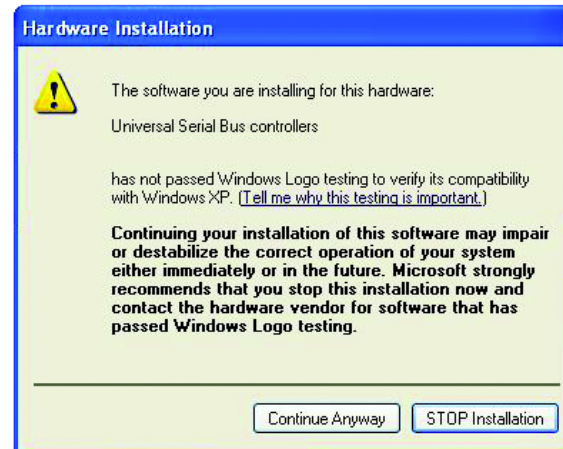 Hardware Installation
The software you are installing for this hardware:
Universal Serial Bus controllers
has not passed Windows Logo testing to verify its compatibility
with Windows XP. (Tell me why this testing is important.)
Continuing your installation of this software may impair
or destabilize the correct operation of your system
either immediately or in the future. Microsoft strongly
recommends that you stop this installation now and
contact the hardware vendor for software that has
passed Windows Logo testing.
Continue Anyway STOP Installation